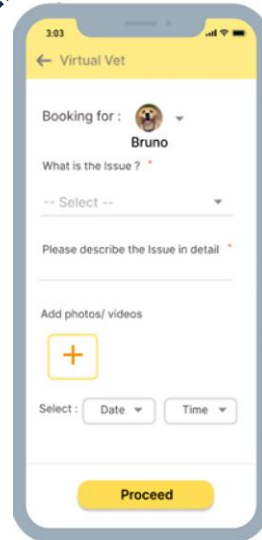 3:03
← Virtual Vet
Booking for :
Bruno
What is the Issue ? *
-- Select --
Please describe the Issue in detail *
Add photos/ videos
+
Select : Date Time
Proceed